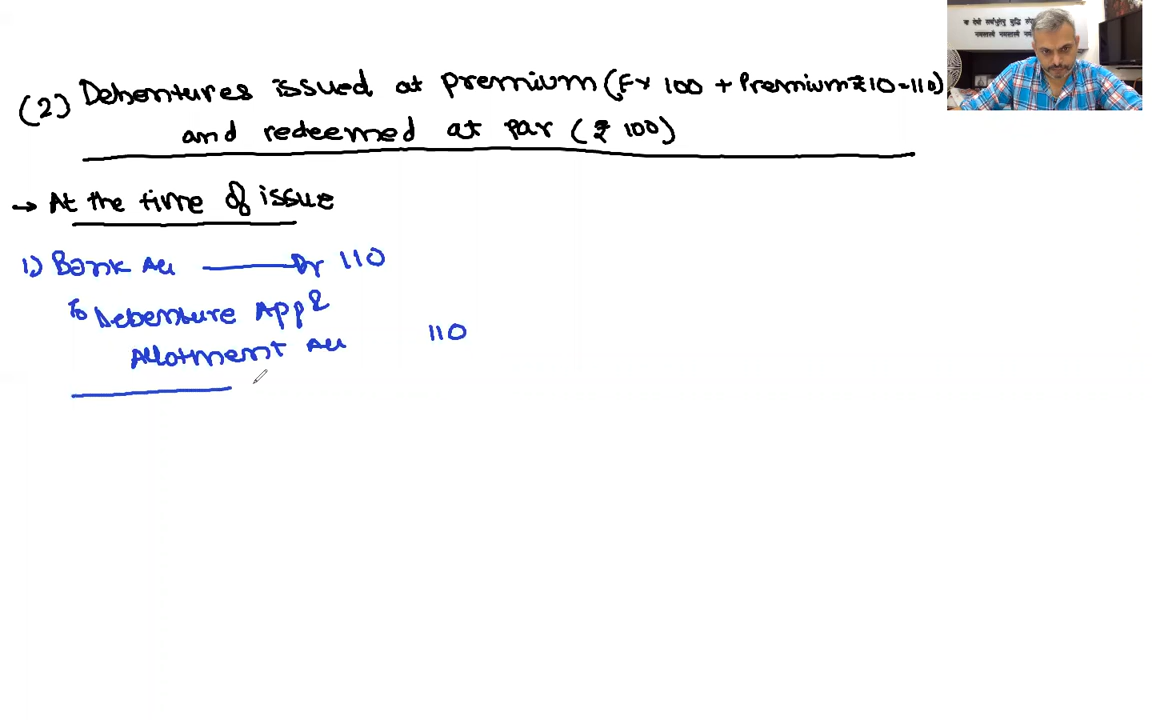 (2) Debentures issued at premium (FV 100 + Premium ₹10 = 110)
and redeemed at par (₹ 100)
→ At the time of issue
1) Bank A/c Dr 110
To Debenture App &
Allotment A/c 110